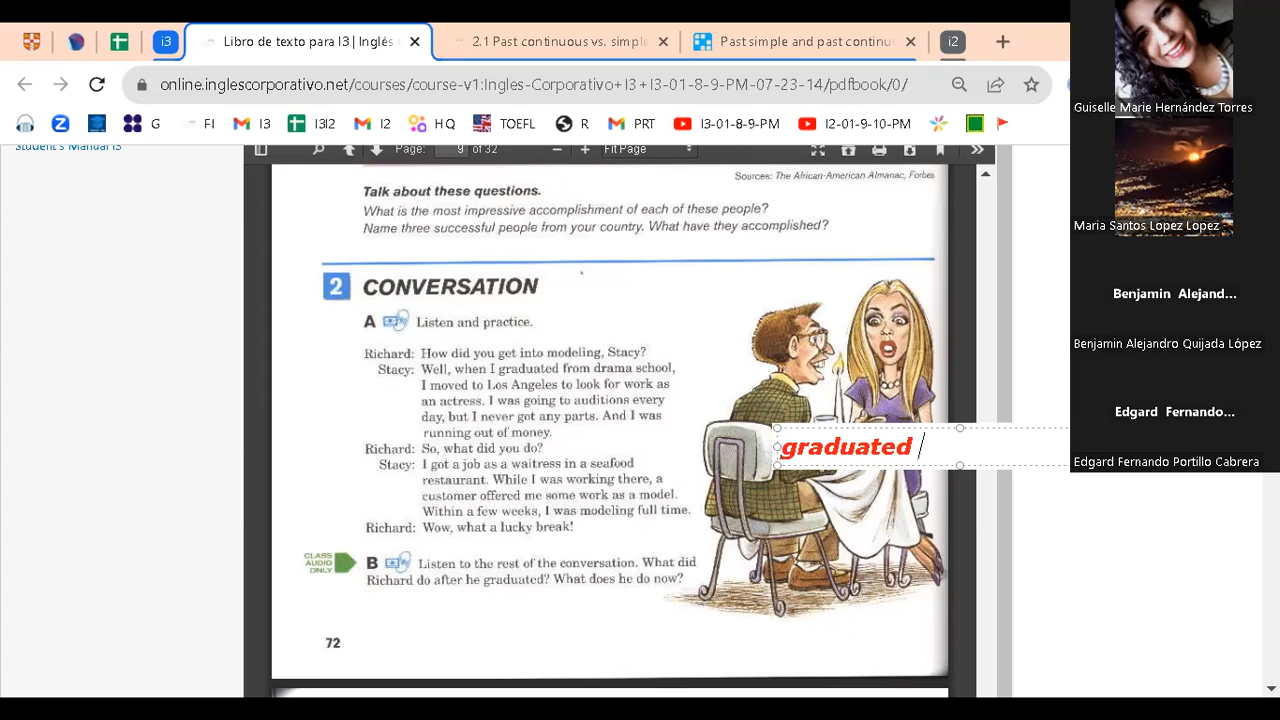 i3
Libro de texto para I3 | Inglés
2.1 Past continuous vs. simple
Past simple and past continu
i2
online.inglescorporativo.net/courses/course-v1:Ingles-Corporativo+I3+I3-01-8-9-PM-07-23-14/pdfbook/0/
G
FI
I3
I3I2
I2
HQ
TOEFL
R
PRT
I3-01-8-9-PM
I2-01-9-10-PM
Student's Manual I3
Page: 9 of 32
Fit Page
Sources: The African-American Almanac, Forbes
Talk about these questions.
What is the most impressive accomplishment of each of these people?
Name three successful people from your country. What have they accomplished?
2 CONVERSATION
A Listen and practice.
Richard: How did you get into modeling, Stacy?
Stacy: Well, when I graduated from drama school,
I moved to Los Angeles to look for work as
an actress. I was going to auditions every
day, but I never got any parts. And I was
running out of money.
Richard: So, what did you do?
Stacy: I got a job as a waitress in a seafood
restaurant. While I was working there, a
customer offered me some work as a model.
Within a few weeks, I was modeling full time.
Richard: Wow, what a lucky break!
CLASS
AUDIO
ONLY
B Listen to the rest of the conversation. What did
Richard do after he graduated? What does he do now?
72
graduated /
Guiselle Marie Hernández Torres
Maria Santos Lopez Lopez
Benjamin Alejand...
Benjamin Alejandro Quijada López
Edgard Fernando...
Edgard Fernando Portillo Cabrera